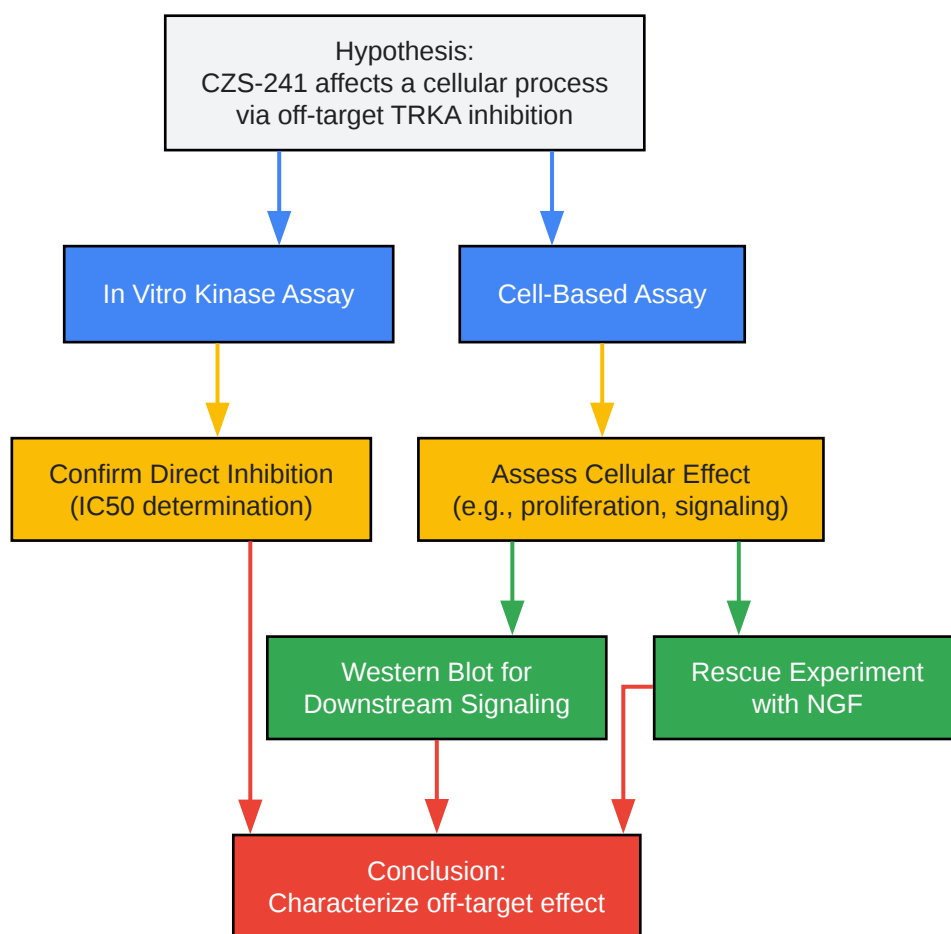 Hypothesis:
CZS-241 affects a cellular process
via off-target TRKA inhibition
In Vitro Kinase Assay
Cell-Based Assay
Confirm Direct Inhibition
(IC50 determination)
Assess Cellular Effect
(e.g., proliferation, signaling)
Western Blot for
Downstream Signaling
Rescue Experiment
with NGF
Conclusion:
Characterize off-target effect